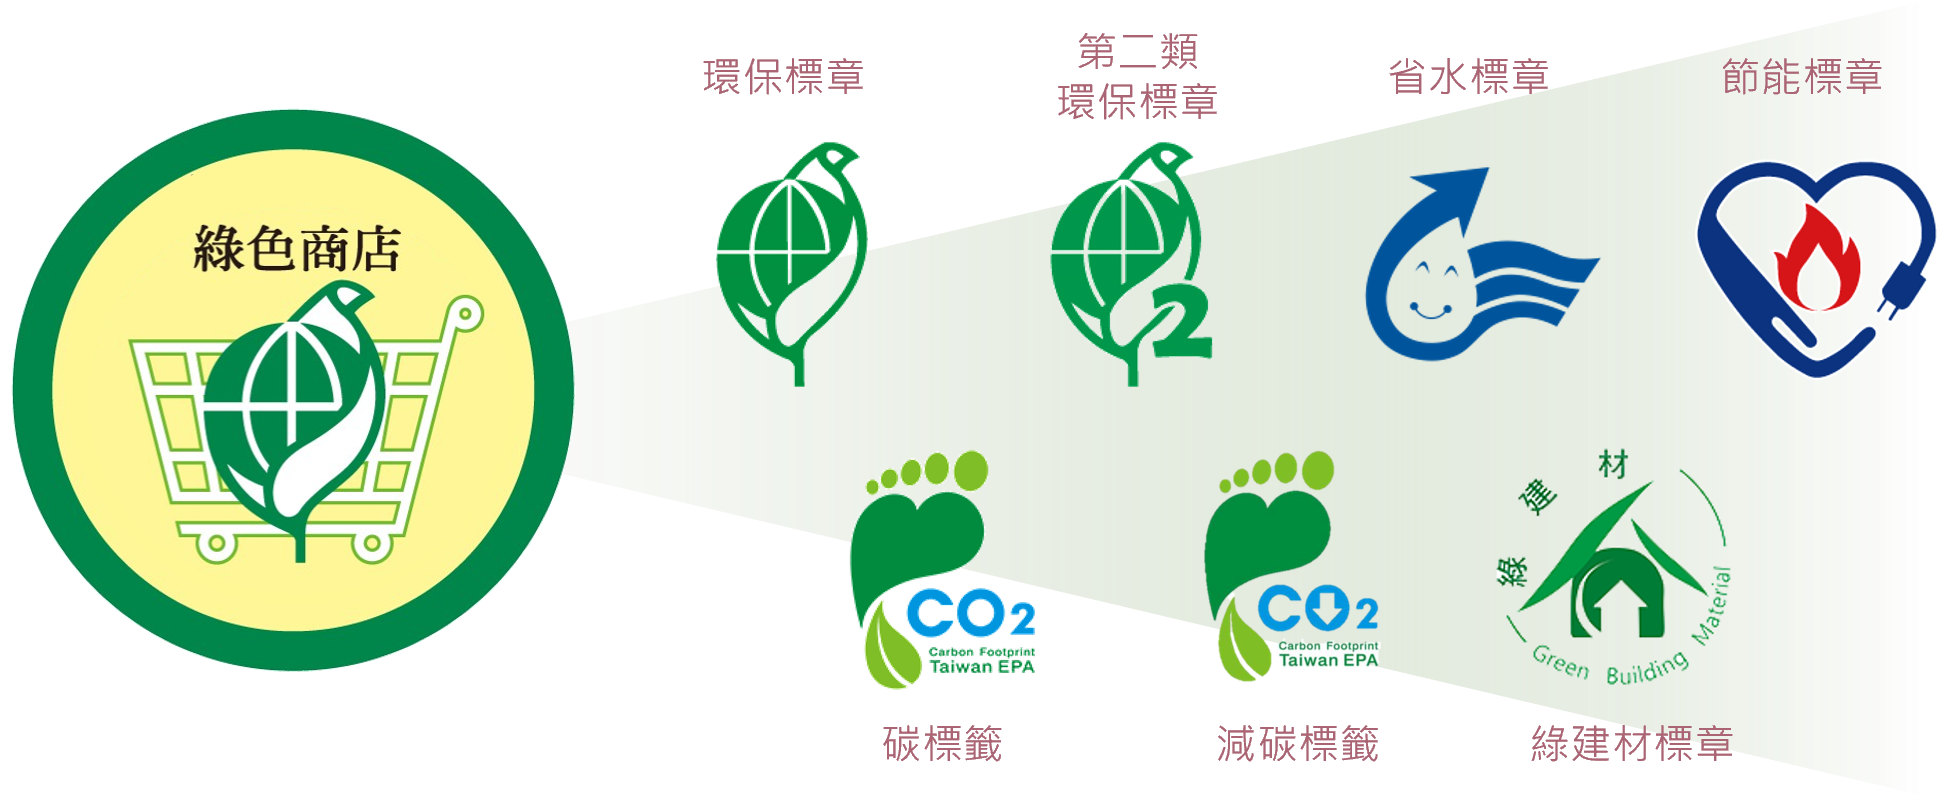 綠色商店
環保標章
第二類
環保標章
省水標章
節能標章
2
CO2
Carbon Footprint
Taiwan EPA
碳標籤
CO2
Carbon Footprint
Taiwan EPA
減碳標籤
綠建材
Green Building Material
綠建材標章